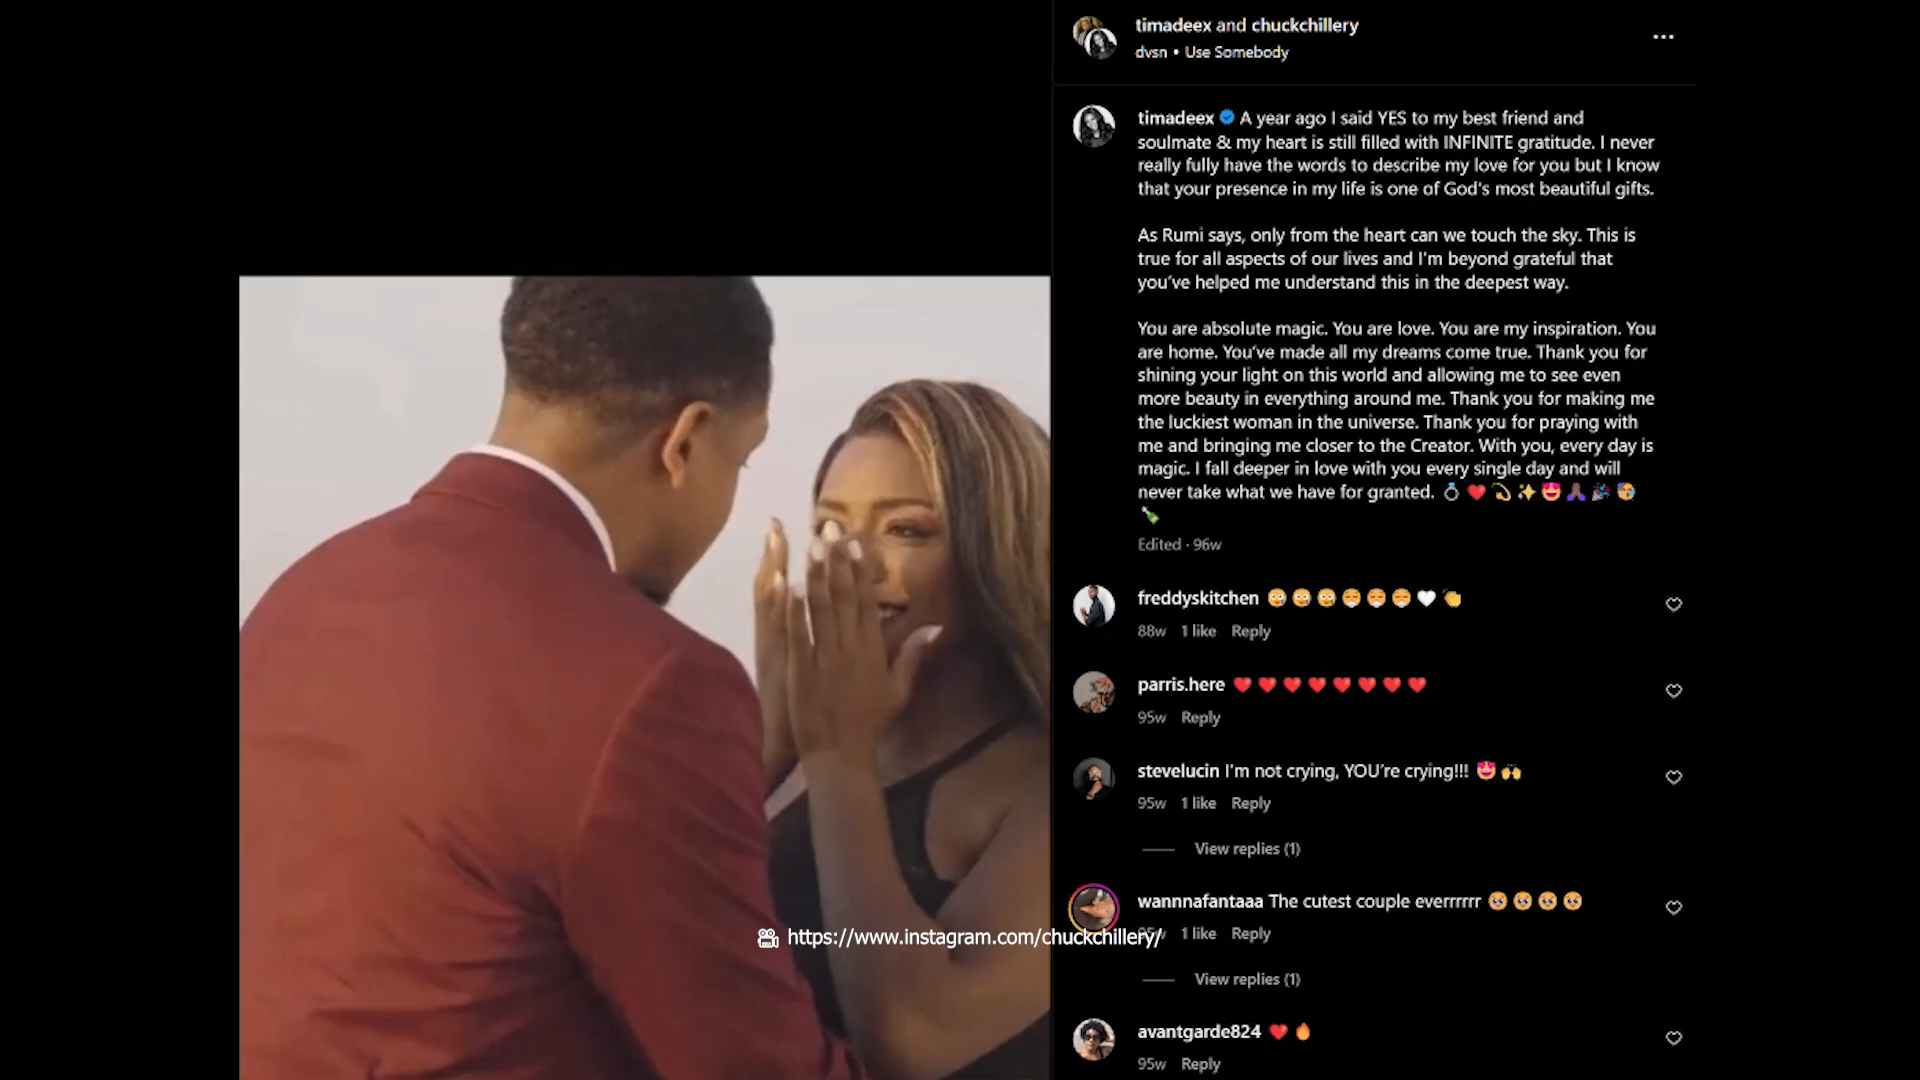 timadeex and chuckchillery
dvsn • Use Somebody
timadeex A year ago I said YES to my best friend and
soulmate & my heart is still filled with INFINITE gratitude. I never
really fully have the words to describe my love for you but I know
that your presence in my life is one of God's most beautiful gifts.
As Rumi says, only from the heart can we touch the sky. This is
true for all aspects of our lives and I'm beyond grateful that
you've helped me understand this in the deepest way.
You are absolute magic. You are love. You are my inspiration. You
are home. You've made all my dreams come true. Thank you for
shining your light on this world and allowing me to see even
more beauty in everything around me. Thank you for making me
the luckiest woman in the universe. Thank you for praying with
me and bringing me closer to the Creator. With you, every day is
magic. I fall deeper in love with you every single day and will
never take what we have for granted.
Edited · 96w
freddyskitchen
88w 1 like Reply
parris.here
95w Reply
stevelucin I'm not crying, YOU're crying!!!
95w 1 like Reply
View replies (1)
wannnafantaaa The cutest couple everrrrrr
95w 1 like Reply
https://www.instagram.com/chuckchillery/
View replies (1)
avantgarde824
95w Reply